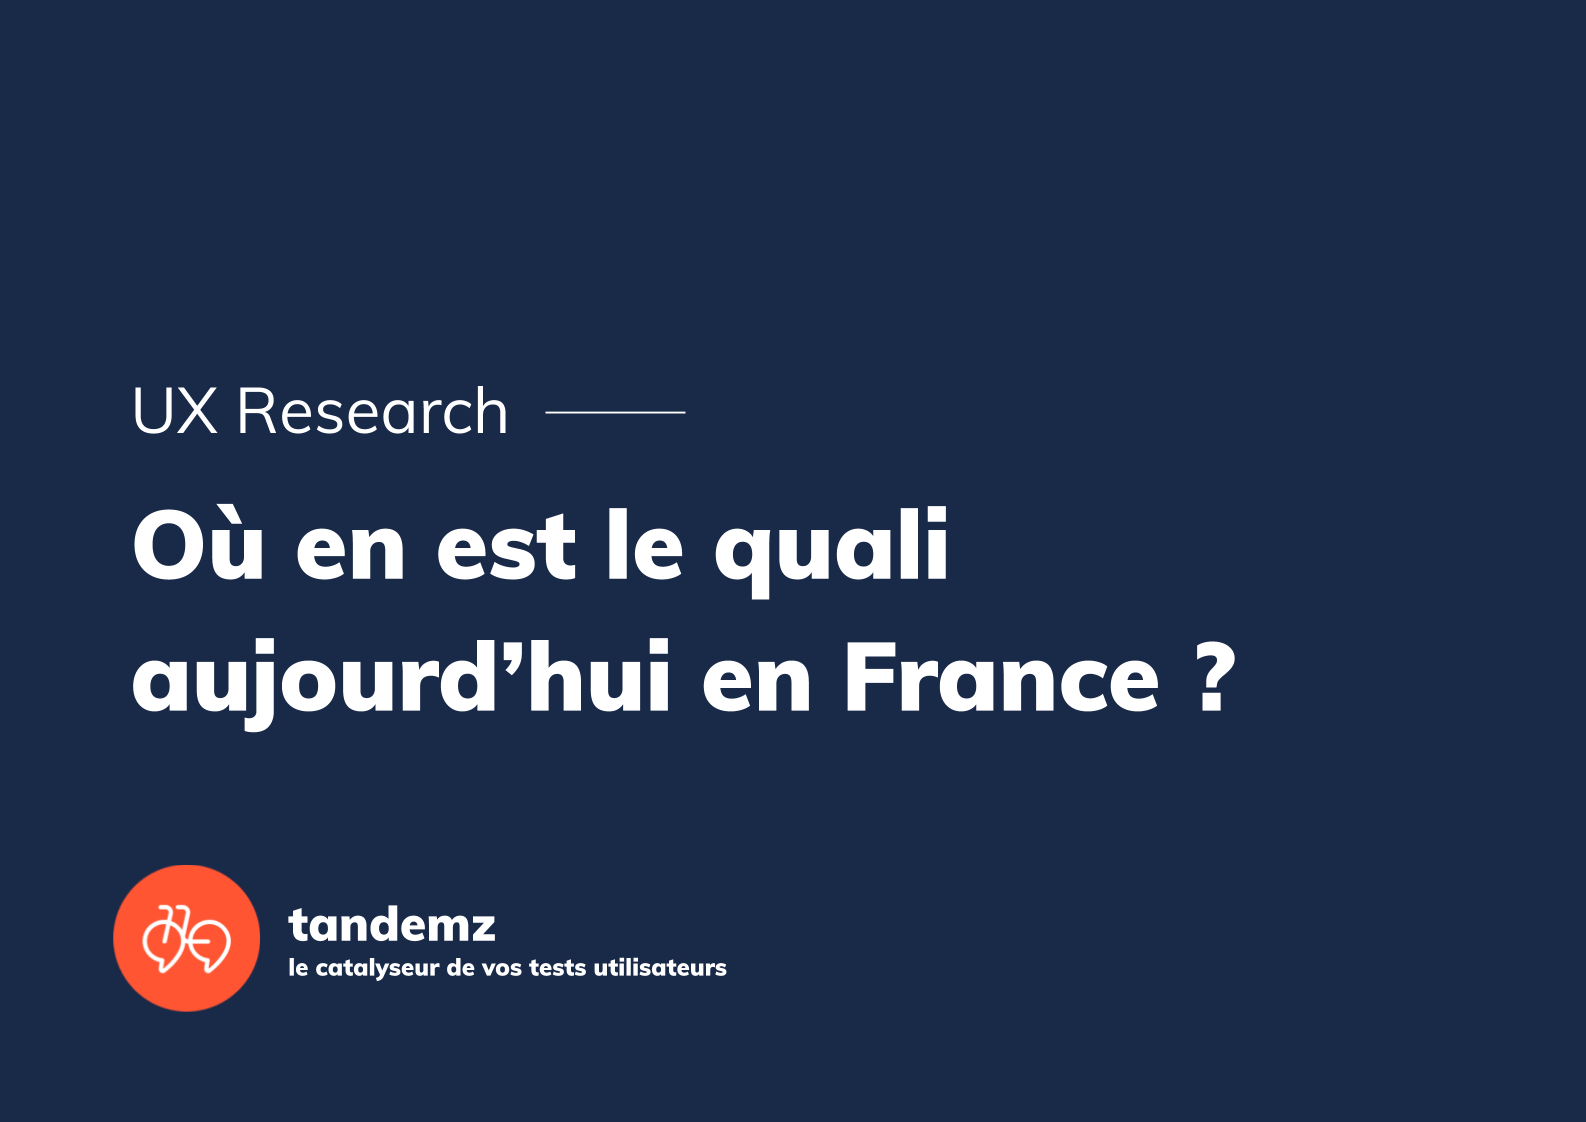 UX Research
Où en est le quali
aujourd’hui en France ?
tandemz
le catalyseur de vos tests utilisateurs